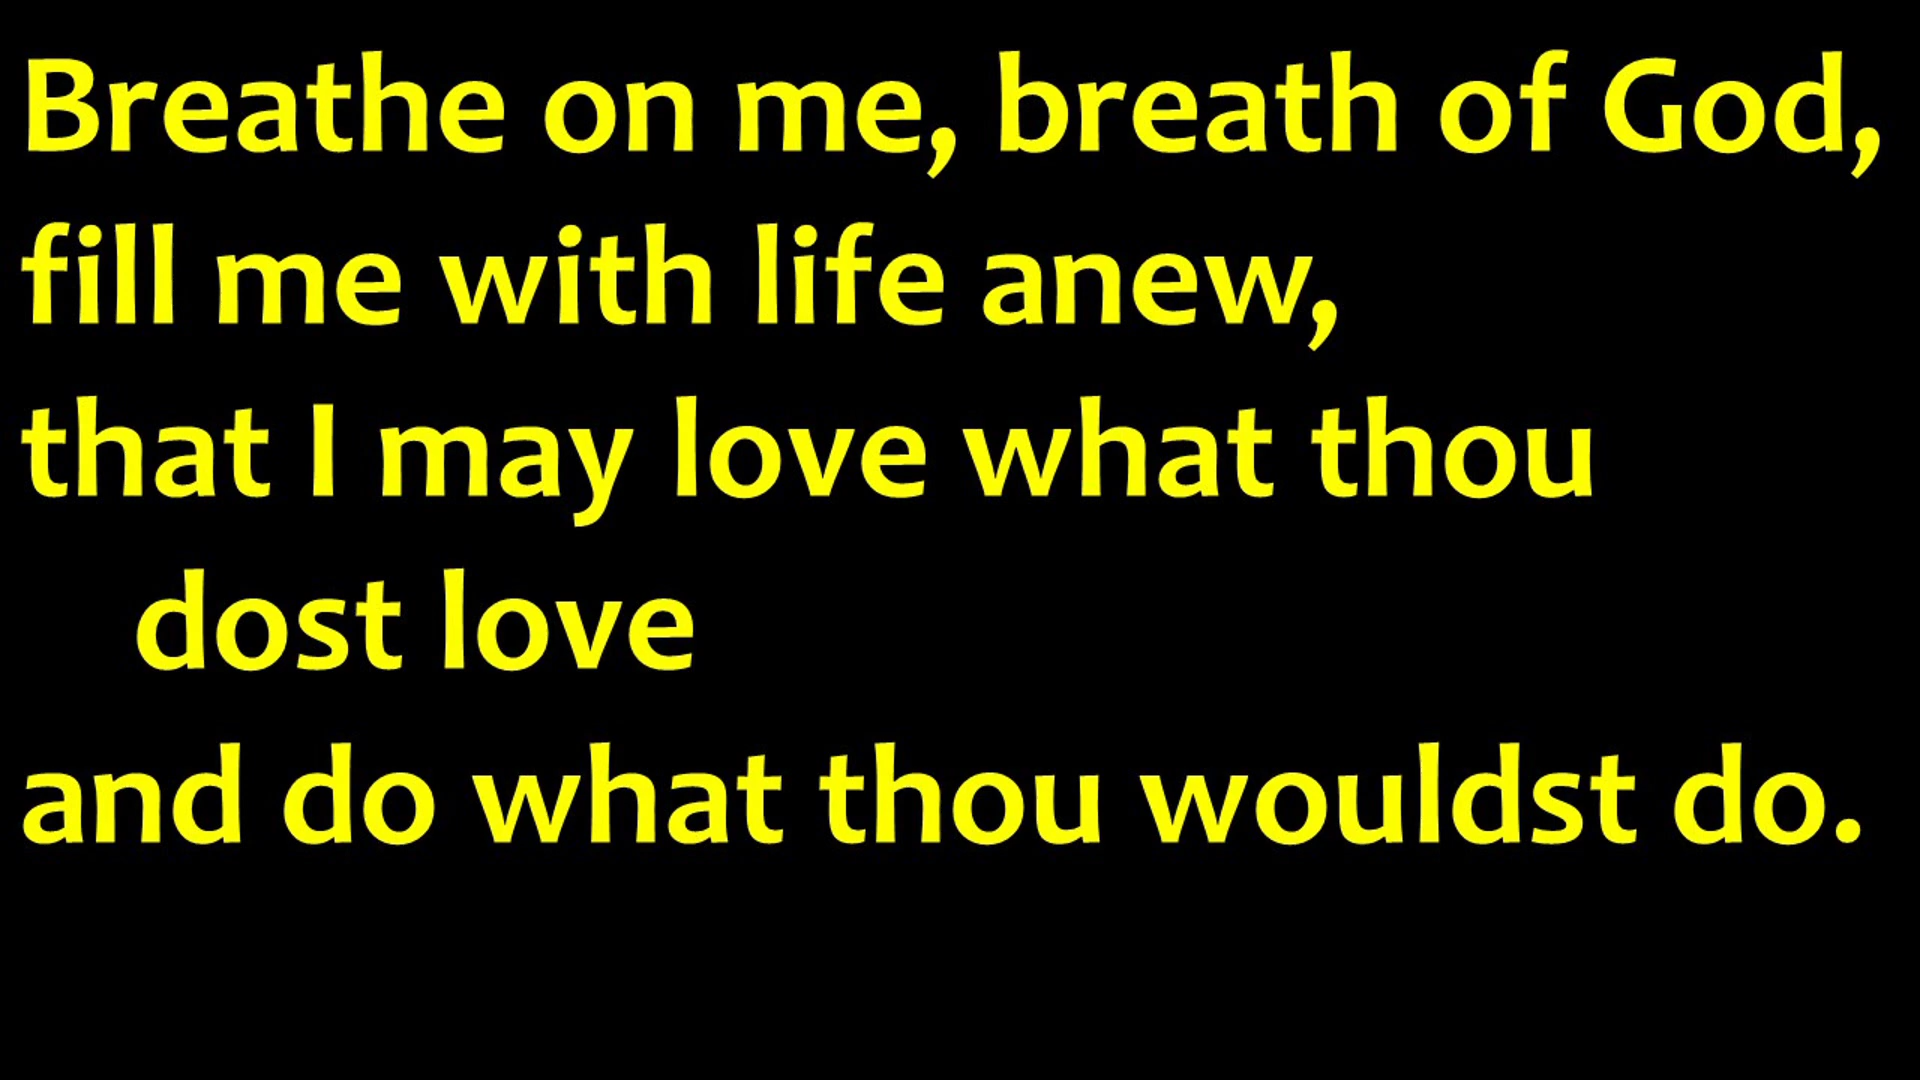 Breathe on me, breath of God,
fill me with life anew,
that I may love what thou
dost love
and do what thou wouldst do.